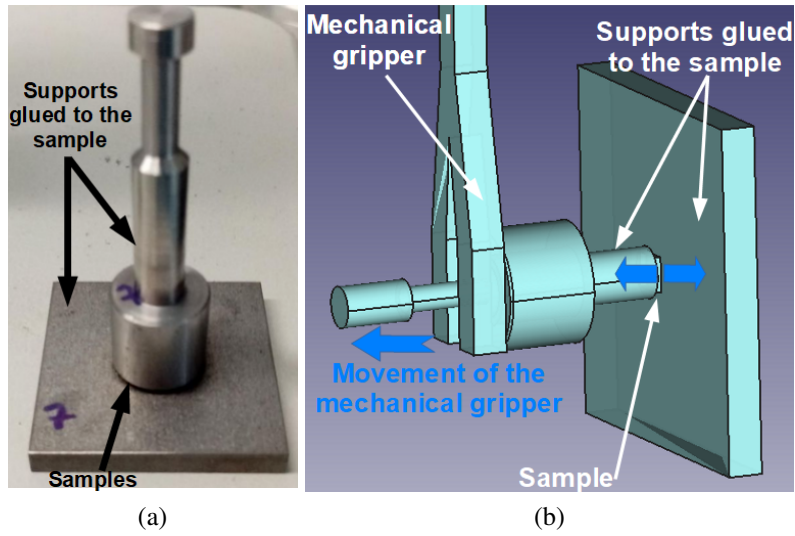 Supports
glued to the
sample
Samples
7
(a)
Mechanical
gripper
Supports glued
to the sample
Movement of the
mechanical gripper
Sample
(b)